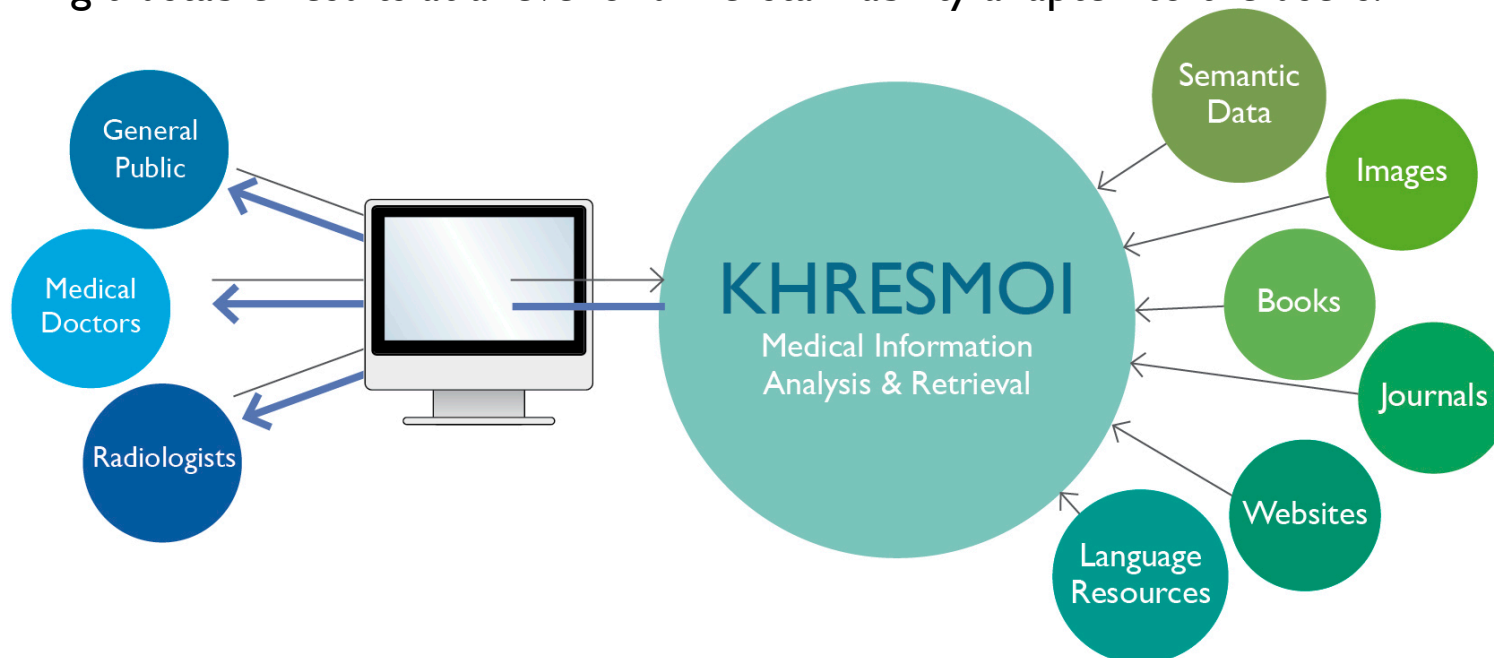 General
Public
Medical
Doctors
Radiologists
KHRESMOI
Medical Information
Analysis & Retrieval
Semantic
Data
Images
Books
Journals
Websites
Language
Resources